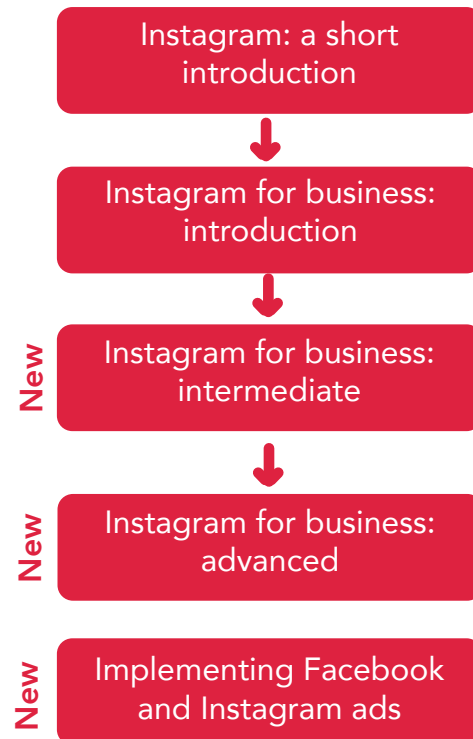 Instagram: a short
introduction
Instagram for business:
introduction
New
Instagram for business:
intermediate
New
Instagram for business:
advanced
New
Implementing Facebook
and Instagram ads